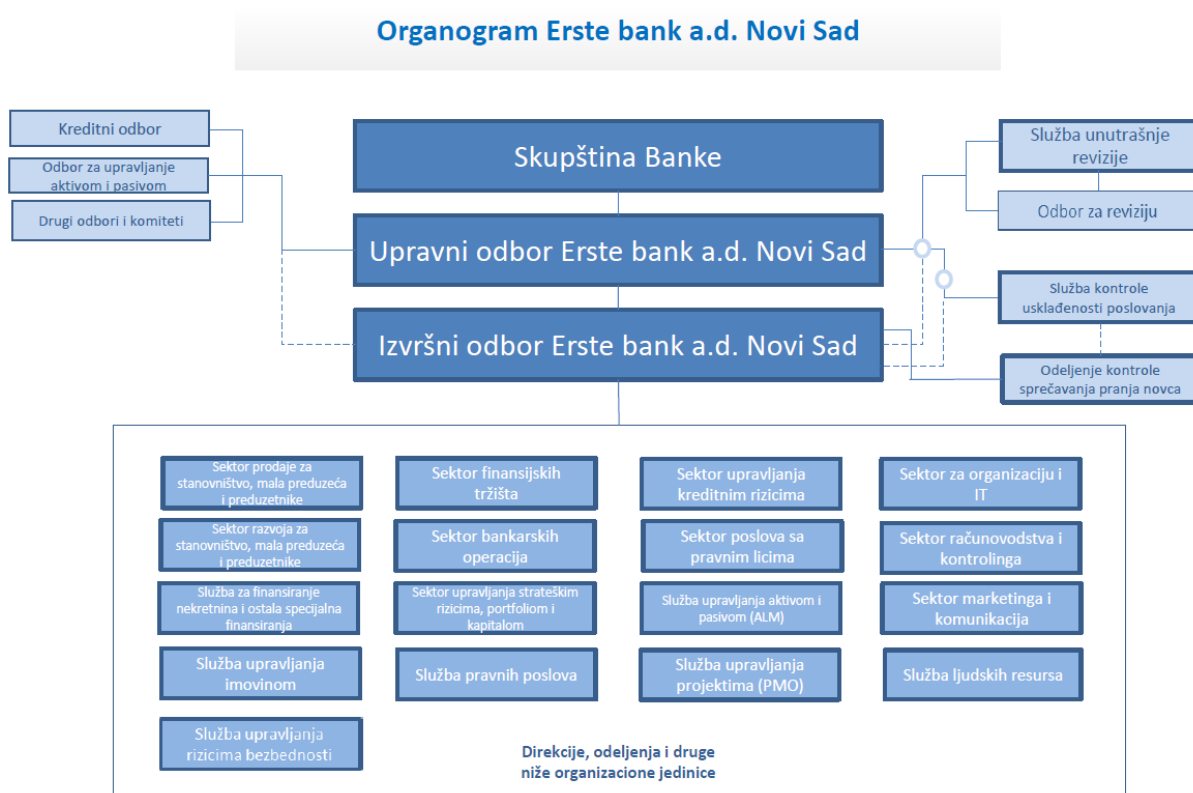 Organogram Erste bank a.d. Novi Sad
Kreditni odbor
Odbor za upravljanje
aktivom i pasivom
Drugi odbori i komiteti
Skupština Banke
Upravni odbor Erste bank a.d. Novi Sad
Izvršni odbor Erste bank a.d. Novi Sad
Služba unutrašnje
revizije
Odbor za reviziju
Služba kontrole
usklađenosti poslovanja
Odeljenje kontrole
sprečavanja pranja novca
Sektor prodaje za
stanovništvo, mala preduzeća
i preduzetnike
Sektor finansijskih
tržišta
Sektor upravljanja
kreditnim rizicima
Sektor za organizaciju i
IT
Sektor razvoja za
stanovništvo, mala preduzeća
i preduzetnike
Sektor bankarskih
operacija
Sektor poslova sa
pravnim licima
Sektor računovodstva i
kontrolinga
Služba za finansiranje
nekretnina i ostala specijalna
finansiranja
Sektor upravljanja strateškim
rizicima, portfoliom i
kapitalom
Služba upravljanja aktivom i
pasivom (ALM)
Sektor marketinga i
komunikacija
Služba upravljanja
imovinom
Služba pravnih poslova
Služba upravljanja
projektima (PMO)
Služba ljudskih resursa
Služba upravljanja
rizicima bezbednosti
Direkcije, odeljenja i druge
niže organizacione jedinice